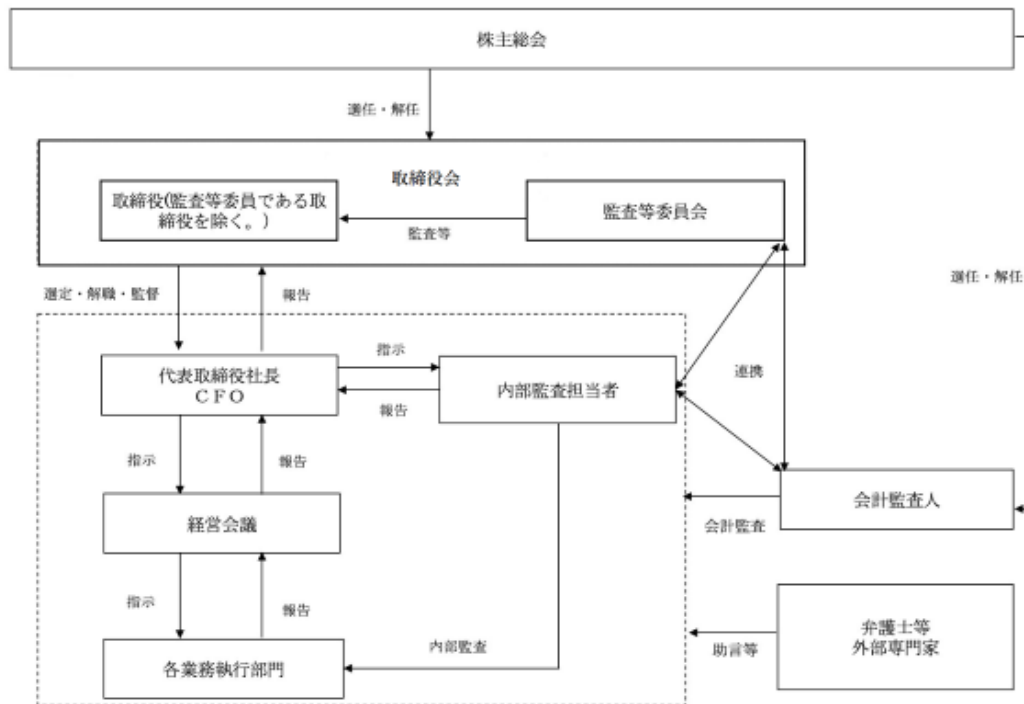 株主総会
選任・解任
取締役会
取締役(監査等委員である取
締役を除く。)
監査等委員会
監査等
選任・解任
選定・解職・監督
報告
代表取締役社長
ＣＦＯ
指示
報告
内部監査担当者
連携
指示
報告
経営会議
会計監査人
会計監査
指示
報告
各業務執行部門
内部監査
弁護士等
外部専門家
助言等